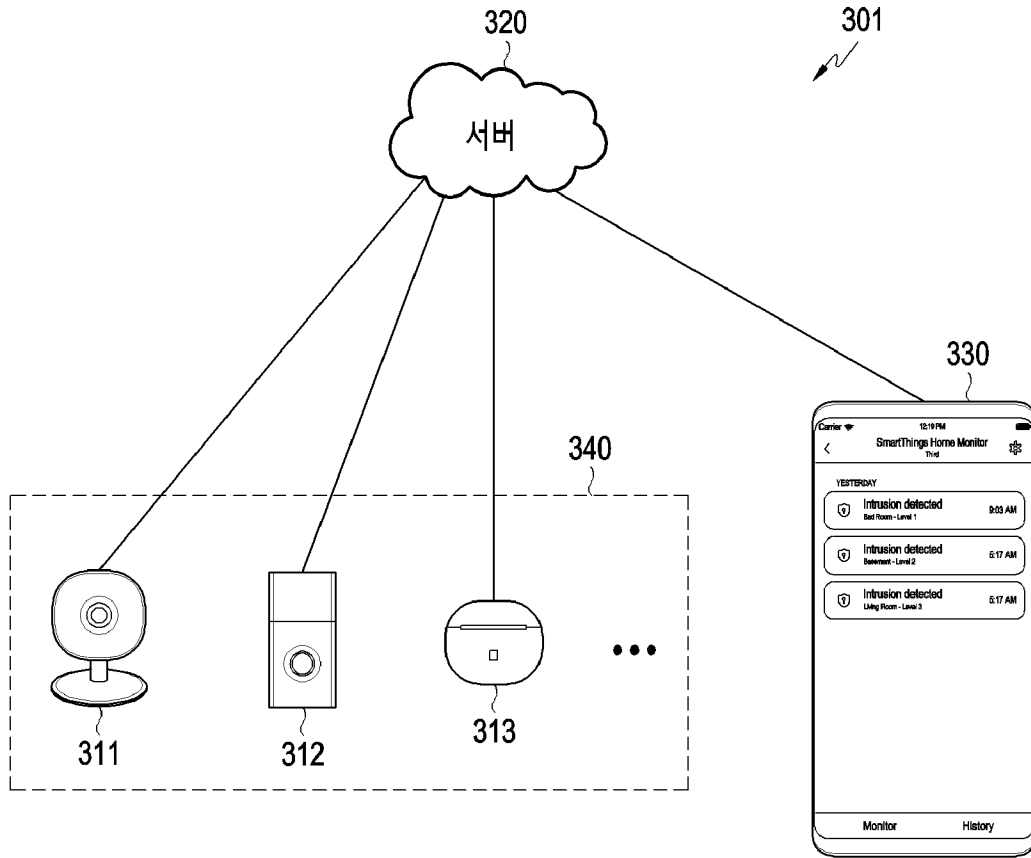 320
301
서버
330
Carrier
12:19 PM
SmartThings Home Monitor
Third
YESTERDAY
Intrusion detected
Bed Room - Level 1
9:03 AM
Intrusion detected
Basement - Level 2
5:17 AM
Intrusion detected
Living Room - Level 3
5:17 AM
Monitor
History
340
311
312
313